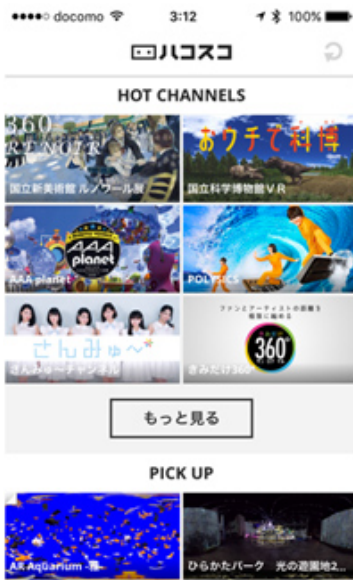 docomo 3:12 100%
ハコスコ
HOT CHANNELS
360
RENOIR
国立新美術館 ルノワール展
おウチで科博
国立科学博物館VR
AAA
planet
AAA planet
POLYSICS
さんみゅ〜
さんみゅ〜チャンネル
ファンとアーティストの距離を
極限に縮める
360°
きみだけ360°
もっと見る
PICK UP
AR Aquarium -
ひらかたパーク 光の遊園地2...